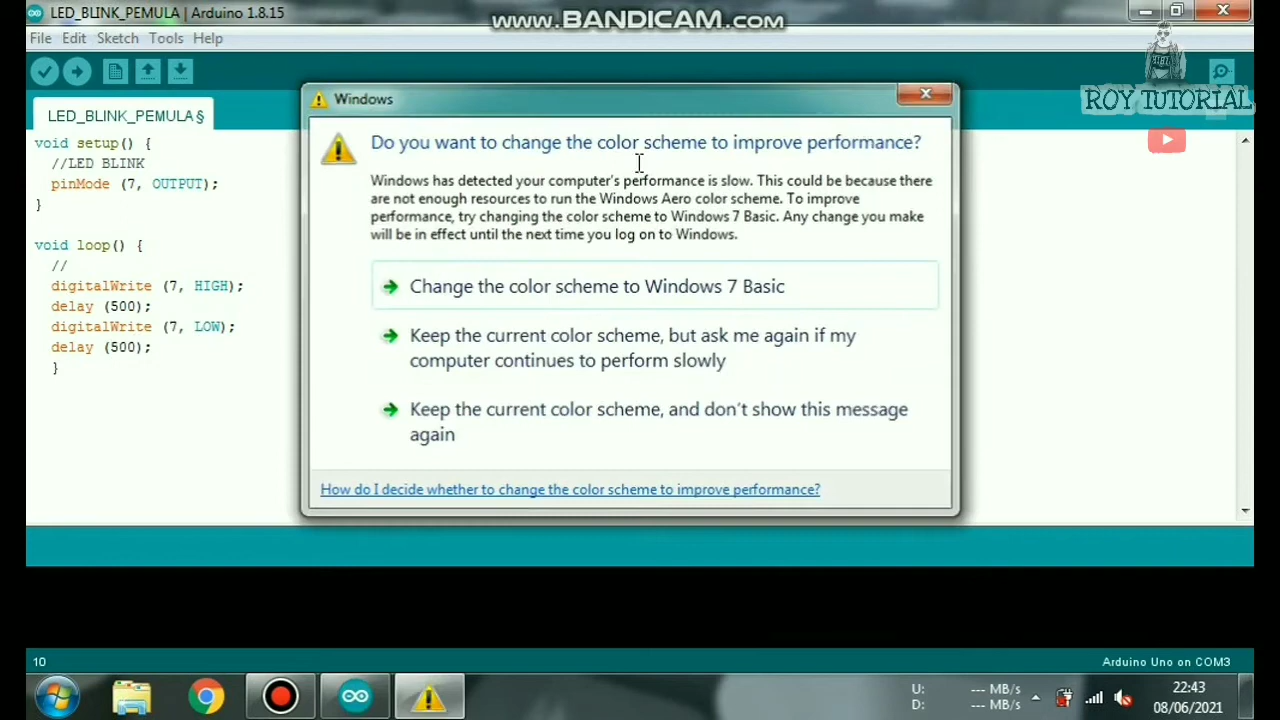 LED_BLINK_PEMULA | Arduino 1.8.15
www.BANDICAM.com
File Edit Sketch Tools Help
ROY TUTORIAL
LED_BLINK_PEMULA §
void setup() {
//LED BLINK
pinMode (7, OUTPUT);
}
void loop() {
//
digitalWrite (7, HIGH);
delay (500);
digitalWrite (7, LOW);
delay (500);
}
Windows
Do you want to change the color scheme to improve performance?
Windows has detected your computer's performance is slow. This could be because there
are not enough resources to run the Windows Aero color scheme. To improve
performance, try changing the color scheme to Windows 7 Basic. Any change you make
will be in effect until the next time you log on to Windows.
Change the color scheme to Windows 7 Basic
Keep the current color scheme, but ask me again if my
computer continues to perform slowly
Keep the current color scheme, and don't show this message
again
How do I decide whether to change the color scheme to improve performance?
10
Arduino Uno on COM3
U: --- MB/s
D: --- MB/s
22:43
08/06/2021